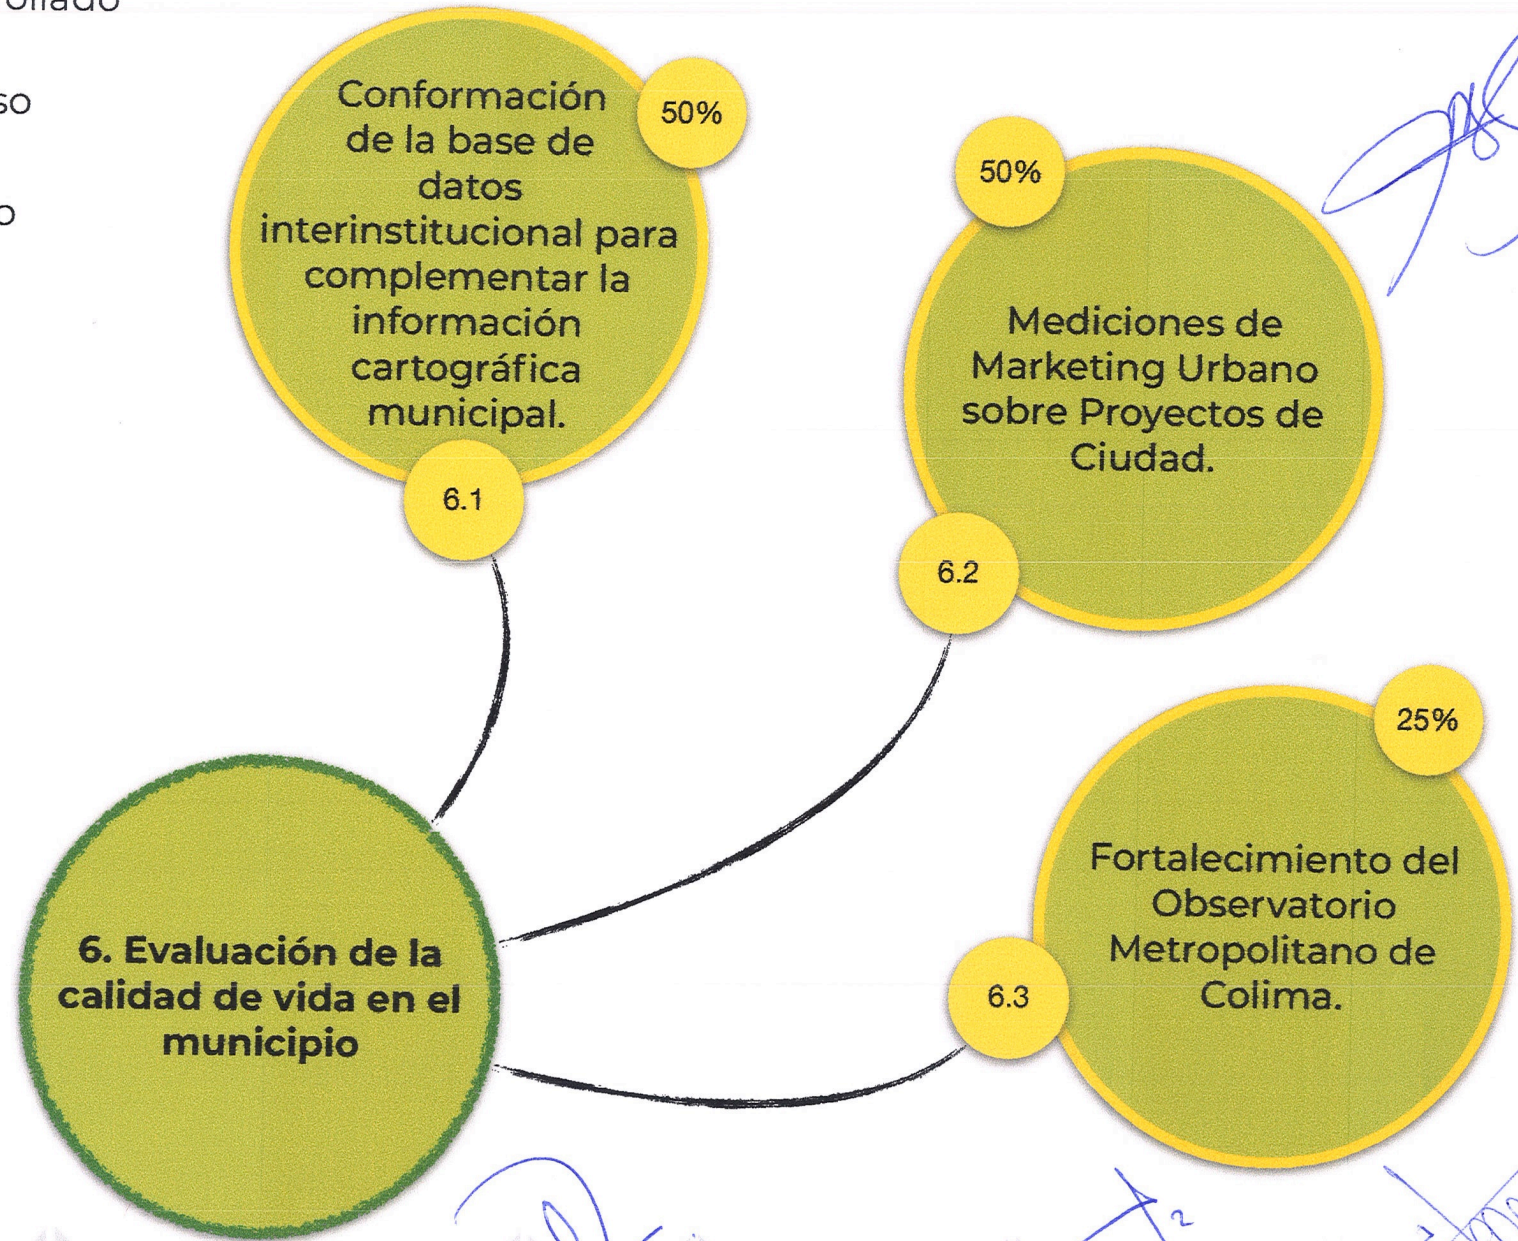 Conformación
de la base de
datos
interinstitucional para
complementar la
información
cartográfica
municipal.
50%
6.1
50%
Mediciones de
Marketing Urbano
sobre Proyectos de
Ciudad.
6.2
25%
Fortalecimiento del
Observatorio
Metropolitano de
Colima.
6.3
6. Evaluación de la
calidad de vida en el
municipio